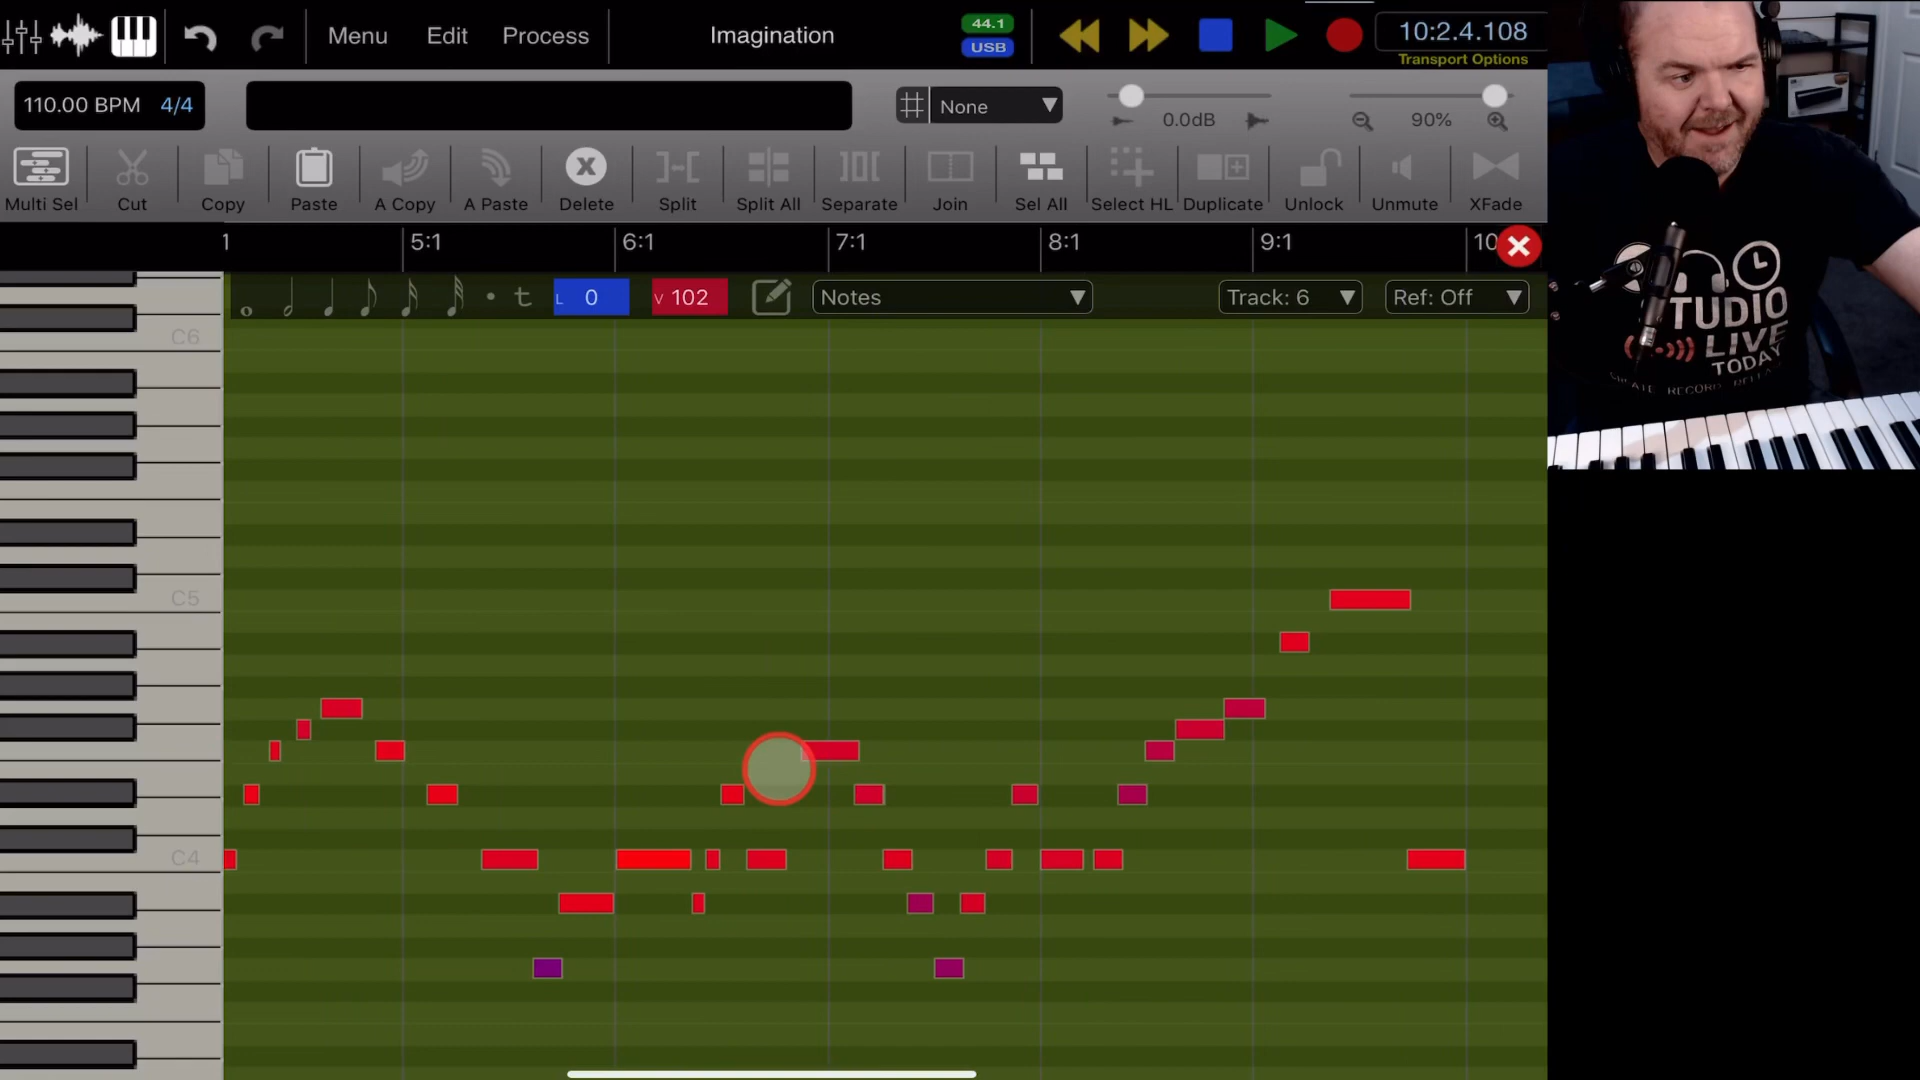 Menu Edit Process Imagination 44.1 10:2.4.108
USB Transport Options
110.00 BPM 4/4 None 0.0dB 90%
Multi Sel Cut Copy Paste A Copy A Paste Delete Split Split All Separate Join Sel All Select HL Duplicate Unlock Unmute XFade
1 5:1 6:1 7:1 8:1 9:1 10
t L 0 V 102 Notes Track: 6 Ref: Off
C6
C5
C4
TUDIO
LIVE
TODAY